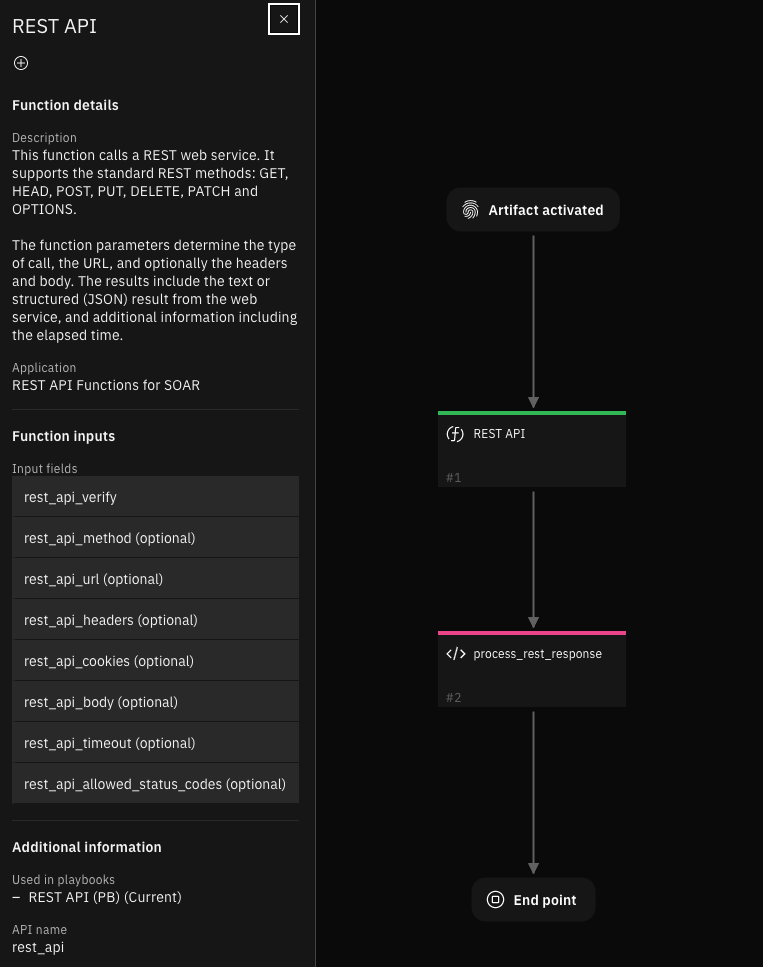 REST API
Function details
Description
This function calls a REST web service. It
supports the standard REST methods: GET,
HEAD, POST, PUT, DELETE, PATCH and
OPTIONS.
The function parameters determine the type
of call, the URL, and optionally the headers
and body. The results include the text or
structured (JSON) result from the web
service, and additional information including
the elapsed time.
Application
REST API Functions for SOAR
Function inputs
Input fields
rest_api_verify
rest_api_method (optional)
rest_api_url (optional)
rest_api_headers (optional)
rest_api_cookies (optional)
rest_api_body (optional)
rest_api_timeout (optional)
rest_api_allowed_status_codes (optional)
Additional information
Used in playbooks
– REST API (PB) (Current)
API name
rest_api
Artifact activated
REST API
#1
</> process_rest_response
#2
End point